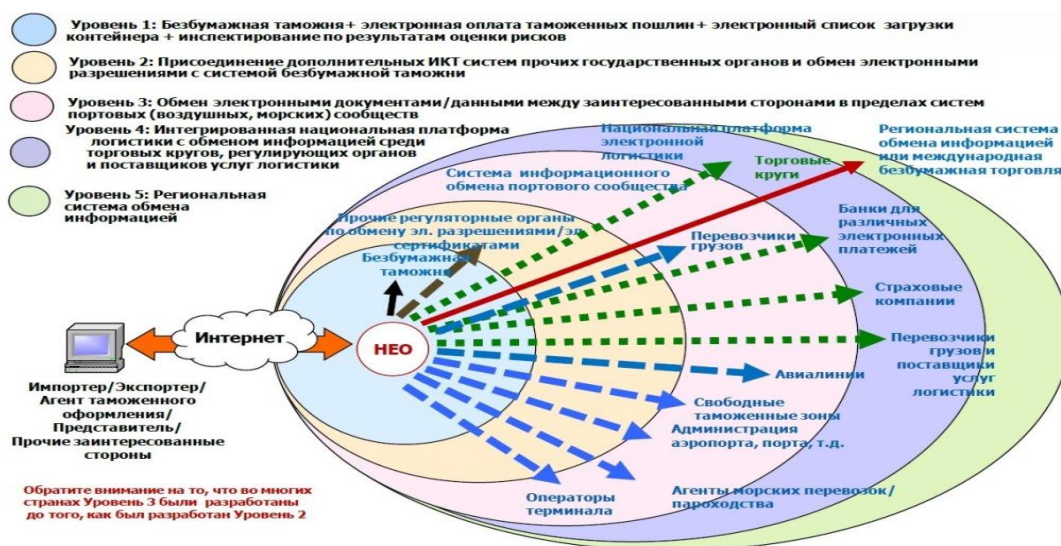 Уровень 1: Безбумажная таможня+ электронная оплата таможенных пошлин+ электронный список загрузки
контейнера + инспектирование по результатам оценки рисков
Уровень 2: Присоединение дополнительных ИКТ систем прочих государственных органов и обмен электронными
разрешениями с системой безбумажной таможни
Уровень 3: Обмен электронными документами/данными между заинтересованными сторонами в пределах систем
портовых (воздушных, морских) сообществ
Уровень 4: Интегрированная национальная платформа
логистики с обменом информацией среди
торговых кругов, регулирующих органов
и поставщиков услуг логистики
Уровень 5: Региональная
система обмена
информацией
Национальная платформа
электронной
логистики
Региональная система
обмена информацией
или международная
безбумажная торговля
Торговые
круги
Система информационного
обмена портового сообщества
Прочие регуляторные органы
по обмену эл. разрешениями/эл
сертификатами
Безбумажная
таможня
Перевозчики
грузов
Банки для
различных
электронных
платежей
Страховые
компании
Интернет
НЕО
Перевозчики
грузов и
поставщики
услуг
логистики
Импортер/Экспортер/
Агент таможенного
оформления/
Представитель/
Прочие заинтересованные
стороны
Авиалинии
Свободные
таможенные зоны
Администрация
аэропорта, порта, т.д.
Обратите внимание на то, что во многих
странах Уровень 3 были разработаны
до того, как был разработан Уровень 2
Операторы
терминала
Агенты морских перевозок/
пароходства